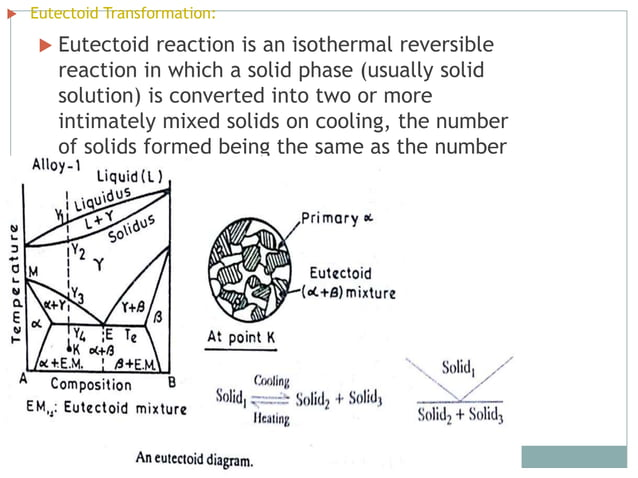 Eutectoid Transformation:
Eutectoid reaction is an isothermal reversible
reaction in which a solid phase (usually solid
solution) is converted into two or more
intimately mixed solids on cooling, the number
of solids formed being the same as the number
Alloy-1
Liquid (L)
Liquidus
L+γ
Solidus
Y2
γ
Temperature
M
Y3
α+γ
γ+β
α
β
Y4
E
Te
K
α+β
α+E.M.
β+E.M.
A
Composition
B
Primary α
Eutectoid
(α+β) mixture
At point K
Cooling
Solid1 ⇌ Solid2 + Solid3
Heating
Solid1
Solid2 + Solid3
An eutectoid diagram.